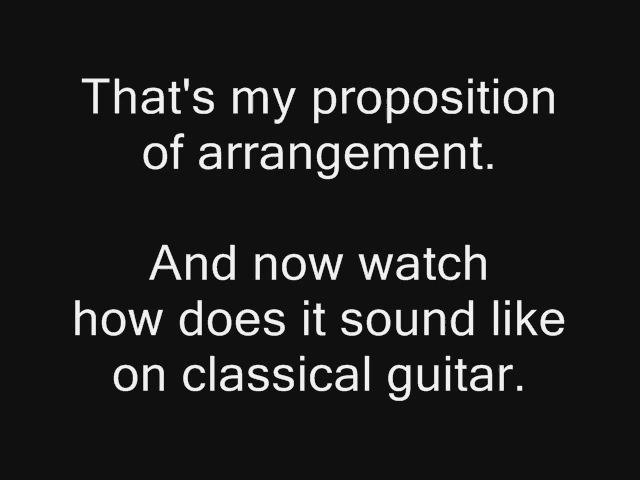 That's my proposition
of arrangement.
And now watch
how does it sound like
on classical guitar.